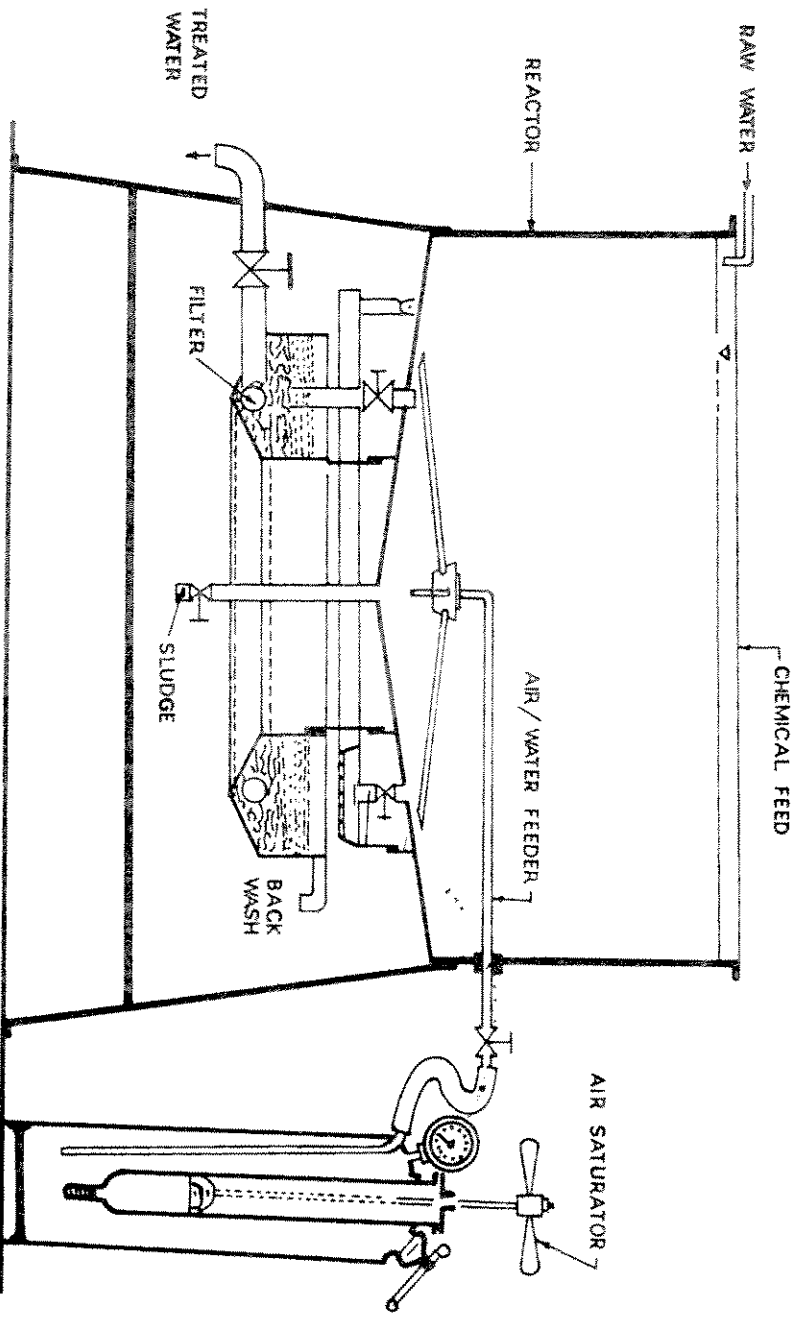 RAW WATER
CHEMICAL FEED
REACTOR
AIR/WATER FEEDER
AIR SATURATOR
TREATED
WATER
FILTER
SLUDGE
BACK
WASH